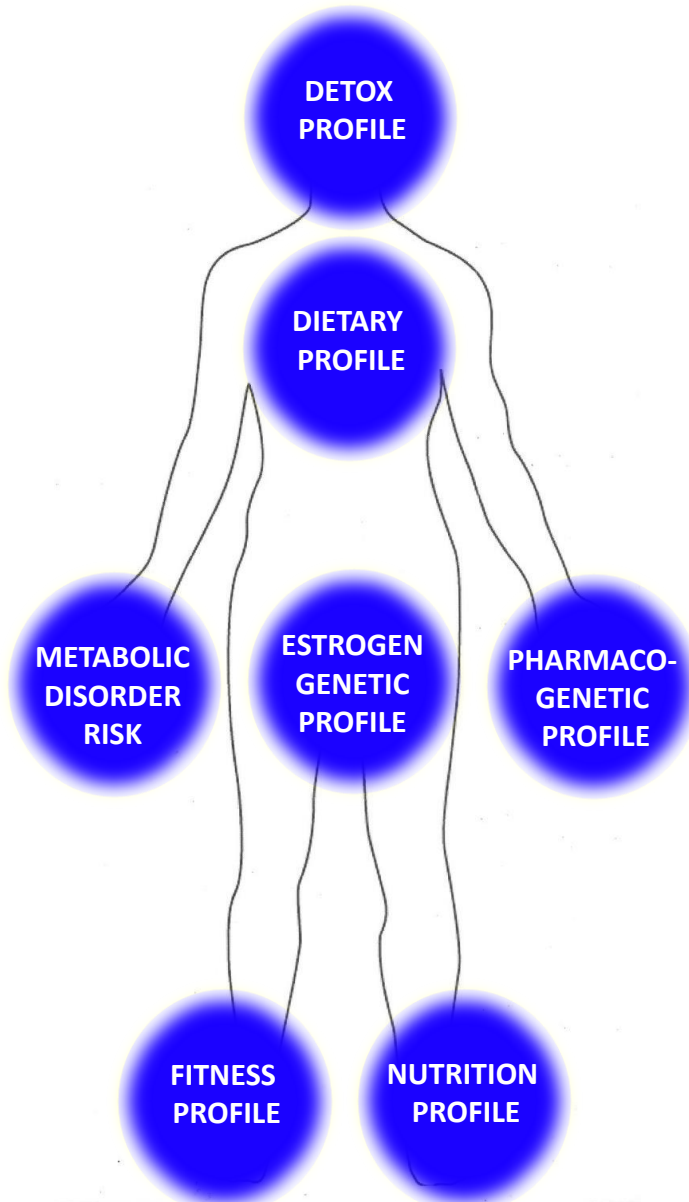 DETOX
PROFILE
DIETARY
PROFILE
METABOLIC
DISORDER
RISK
ESTROGEN
GENETIC
PROFILE
PHARMACO-
GENETIC
PROFILE
FITNESS
PROFILE
NUTRITION
PROFILE